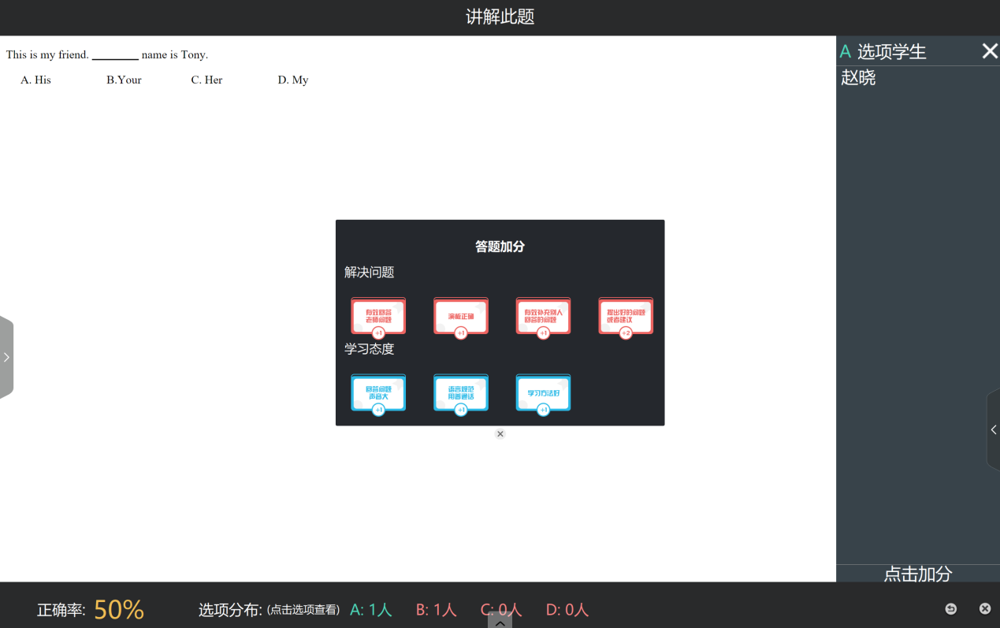 讲解此题
This is my friend. ________ name is Tony.
A. His B.Your C. Her D. My
A 选项学生
赵晓
答题加分
解决问题
有效回答
老师问题
+1
演板正确
+1
有效补充别人
回答的问题
+1
提出好的问题
或者建议
+2
学习态度
回答问题
声音大
+1
语言规范
用普通话
+1
学习方法好
+1
点击加分
正确率: 50% 选项分布: (点击选项查看) A: 1人 B: 1人 C: 0人 D: 0人